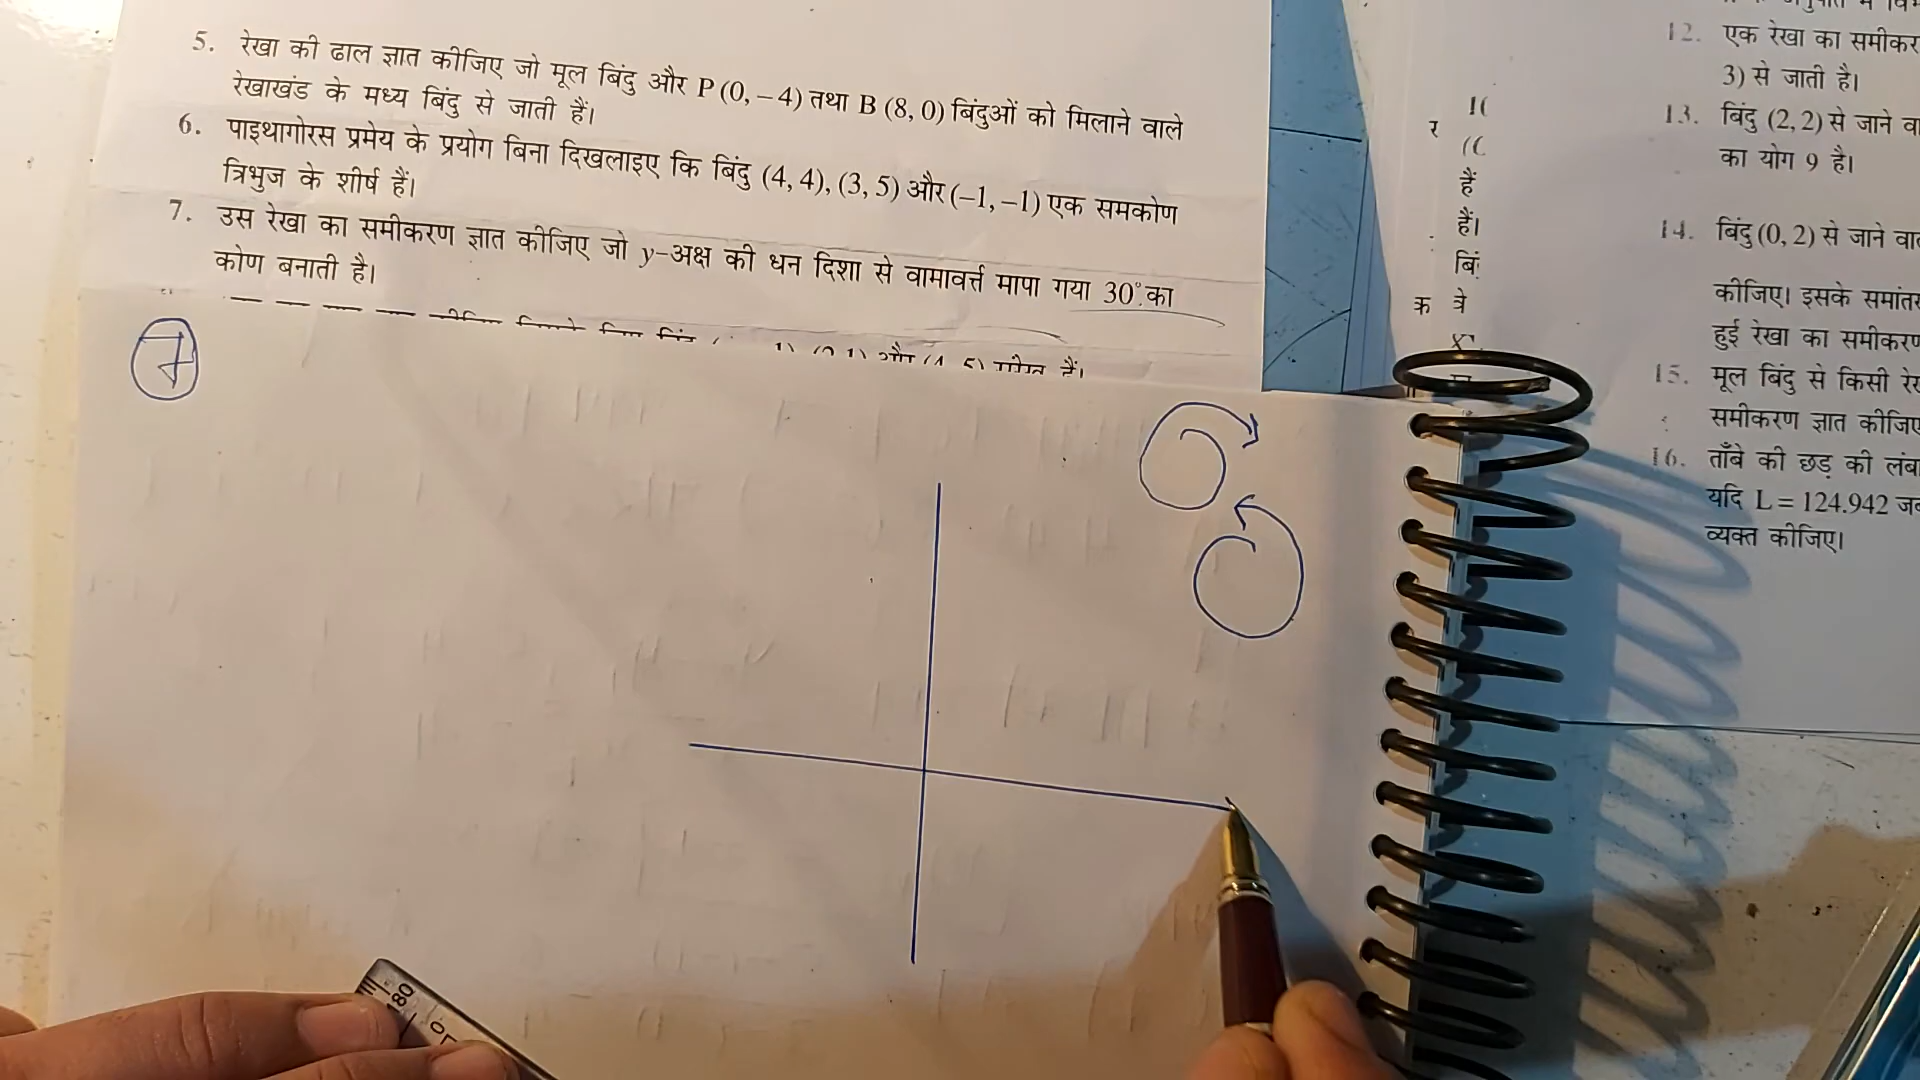 5. रेखा की ढाल ज्ञात कीजिए जो मूल बिंदु और P (0, – 4) तथा B (8, 0) बिंदुओं को मिलाने वाले
रेखाखंड के मध्य बिंदु से जाती हैं।
6. पाइथागोरस प्रमेय के प्रयोग बिना दिखलाइए कि बिंदु (4, 4), (3, 5) और (–1, –1) एक समकोण
त्रिभुज के शीर्ष हैं।
7. उस रेखा का समीकरण ज्ञात कीजिए जो y-अक्ष की धन दिशा से वामावर्त्त मापा गया 30° का
कोण बनाती है।
7
180
र
हैं
हैं।
क
12. एक रेखा का समीकर
3) से जाती है।
13. बिंदु (2, 2) से जाने वा
का योग 9 है।
14. बिंदु (0, 2) से जाने वा
कीजिए। इसके समांतर
हुई रेखा का समीकरण
15. मूल बिंदु से किसी रे
समीकरण ज्ञात कीजिए
16. ताँबे की छड़ की लंबा
यदि L = 124.942 जब
व्यक्त कीजिए।